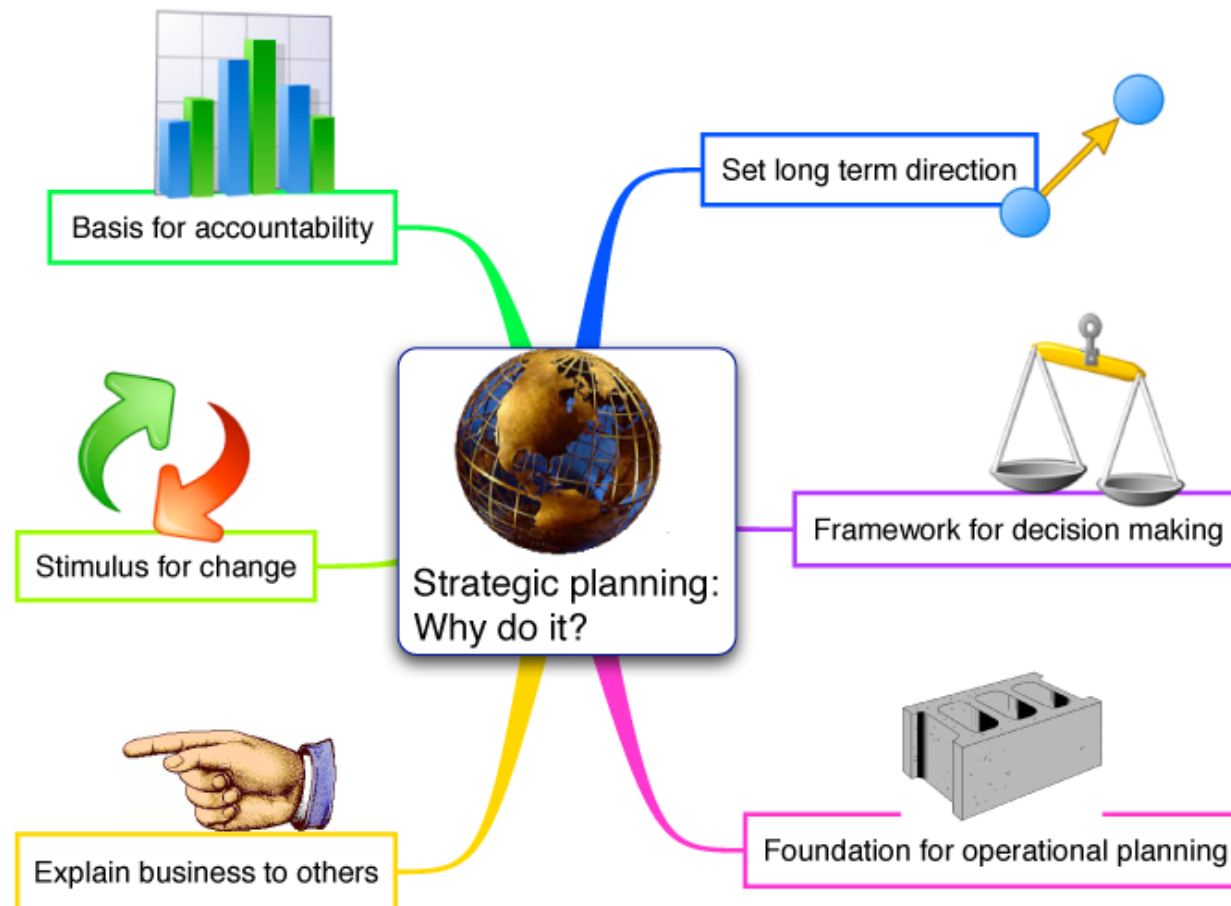 Strategic planning:
Why do it?
Set long term direction
Framework for decision making
Foundation for operational planning
Explain business to others
Stimulus for change
Basis for accountability